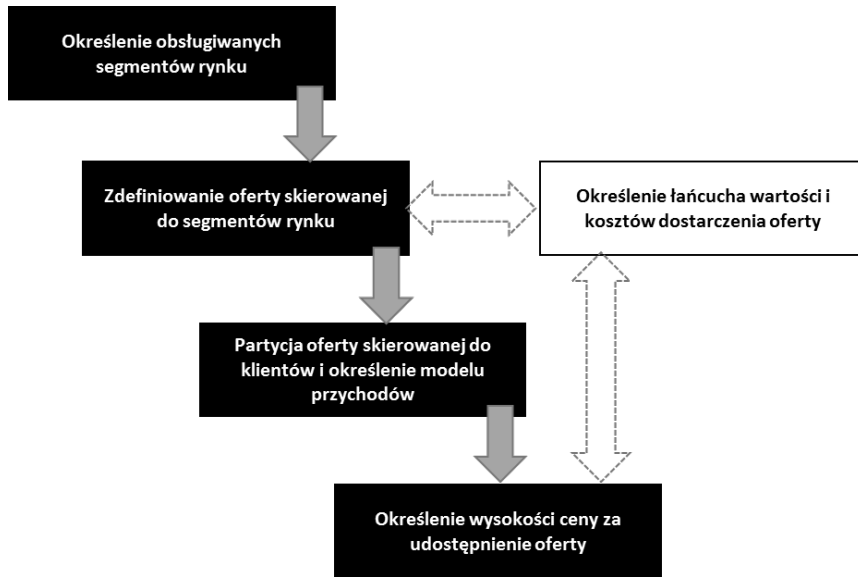 Określenie obsługiwanych
segmentów rynku
Zdefiniowanie oferty skierowanej
do segmentów rynku
Określenie łańcucha wartości i
kosztów dostarczenia oferty
Partycja oferty skierowanej do
klientów i określenie modelu
przychodów
Określenie wysokości ceny za
udostępnienie oferty